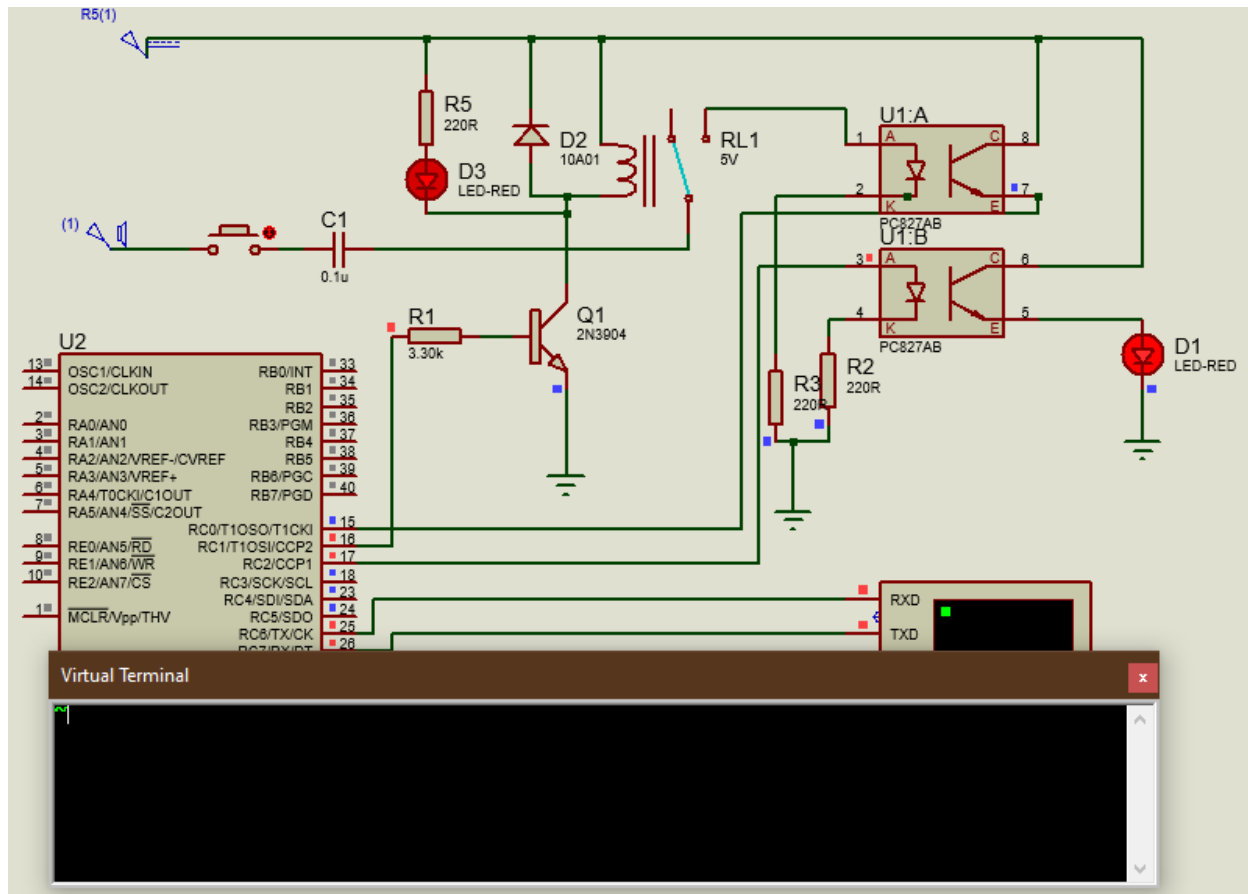 R5(1)
R5
220R
D3
LED-RED
D2
10A01
RL1
5V
U1:A
1
A
C
8
2
K
7
E
PC827AB
(1)
C1
0.1u
U1:B
3
A
C
6
4
K
5
E
PC827AB
R1
3.30k
Q1
2N3904
R3
220R
R2
220R
D1
LED-RED
U2
13 OSC1/CLKIN RB0/INT 33
14 OSC2/CLKOUT RB1 34
RB2 35
2 RA0/AN0 RB3/PGM 36
3 RA1/AN1 RB4 37
4 RA2/AN2/VREF-/CVREF RB5 38
5 RA3/AN3/VREF+ RB6/PGC 39
6 RA4/T0CKI/C1OUT RB7/PGD 40
7 RA5/AN4/SS/C2OUT
RC0/T1OSO/T1CKI 15
8 RE0/AN5/RD RC1/T1OSI/CCP2 16
9 RE1/AN6/WR RC2/CCP1 17
10 RE2/AN7/CS RC3/SCK/SCL 18
RC4/SDI/SDA 23
1 MCLR/Vpp/THV RC5/SDO 24
RC6/TX/CK 25
RC7/RX/DT 26
RXD
TXD
Virtual Terminal
x
~